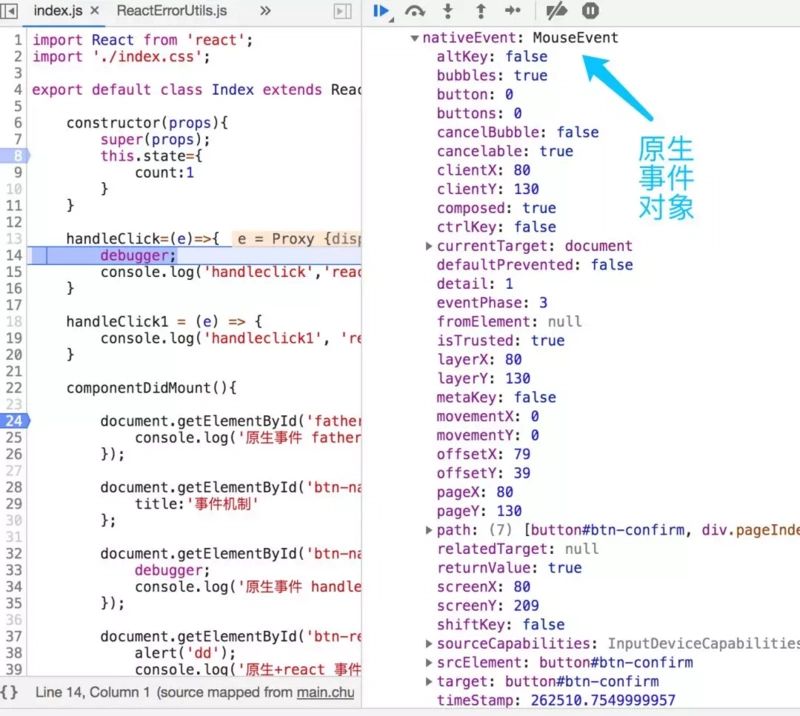 index.js × ReactErrorUtils.js »
1 import React from 'react';
2 import './index.css';
3
4 export default class Index extends Reac
5
6 constructor(props){
7 super(props);
8 this.state={
9 count:1
10 }
11 }
12
13 handleClick=(e)=>{ e = Proxy {disp
14 debugger;
15 console.log('handleclick','reac
16 }
17
18 handleClick1 = (e) => {
19 console.log('handleclick1', 're
20 }
21
22 componentDidMount(){
23
24 document.getElementById('father
25 console.log('原生事件 father
26 });
27
28 document.getElementById('btn-na
29 title:'事件机制'
30 };
31
32 document.getElementById('btn-na
33 debugger;
34 console.log('原生事件 handle
35 });
36
37 document.getElementById('btn-re
38 alert('dd');
39 console.log('原生+react 事件
{} Line 14, Column 1 (source mapped from main.chu
nativeEvent: MouseEvent
altKey: false
bubbles: true
button: 0
buttons: 0
cancelBubble: false
cancelable: true
clientX: 80
clientY: 130
composed: true
ctrlKey: false
currentTarget: document
defaultPrevented: false
detail: 1
eventPhase: 3
fromElement: null
isTrusted: true
layerX: 80
layerY: 130
metaKey: false
movementX: 0
movementY: 0
offsetX: 79
offsetY: 39
pageX: 80
pageY: 130
path: (7) [button#btn-confirm, div.pageInde
relatedTarget: null
returnValue: true
screenX: 80
screenY: 209
shiftKey: false
sourceCapabilities: InputDeviceCapabilities
srcElement: button#btn-confirm
target: button#btn-confirm
timeStamp: 262510.7549999957
原生
事件
对象